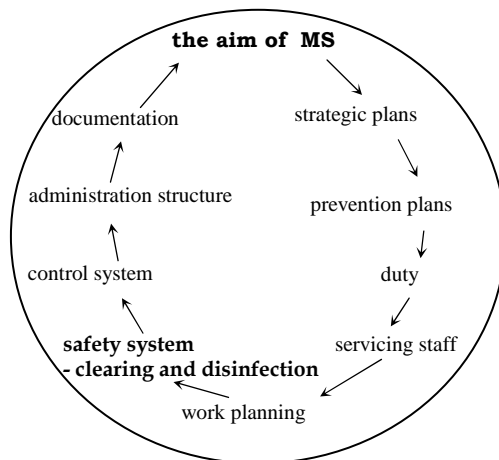 the aim of MS
strategic plans
prevention plans
duty
servicing staff
work planning
safety system
- clearing and disinfection
control system
administration structure
documentation